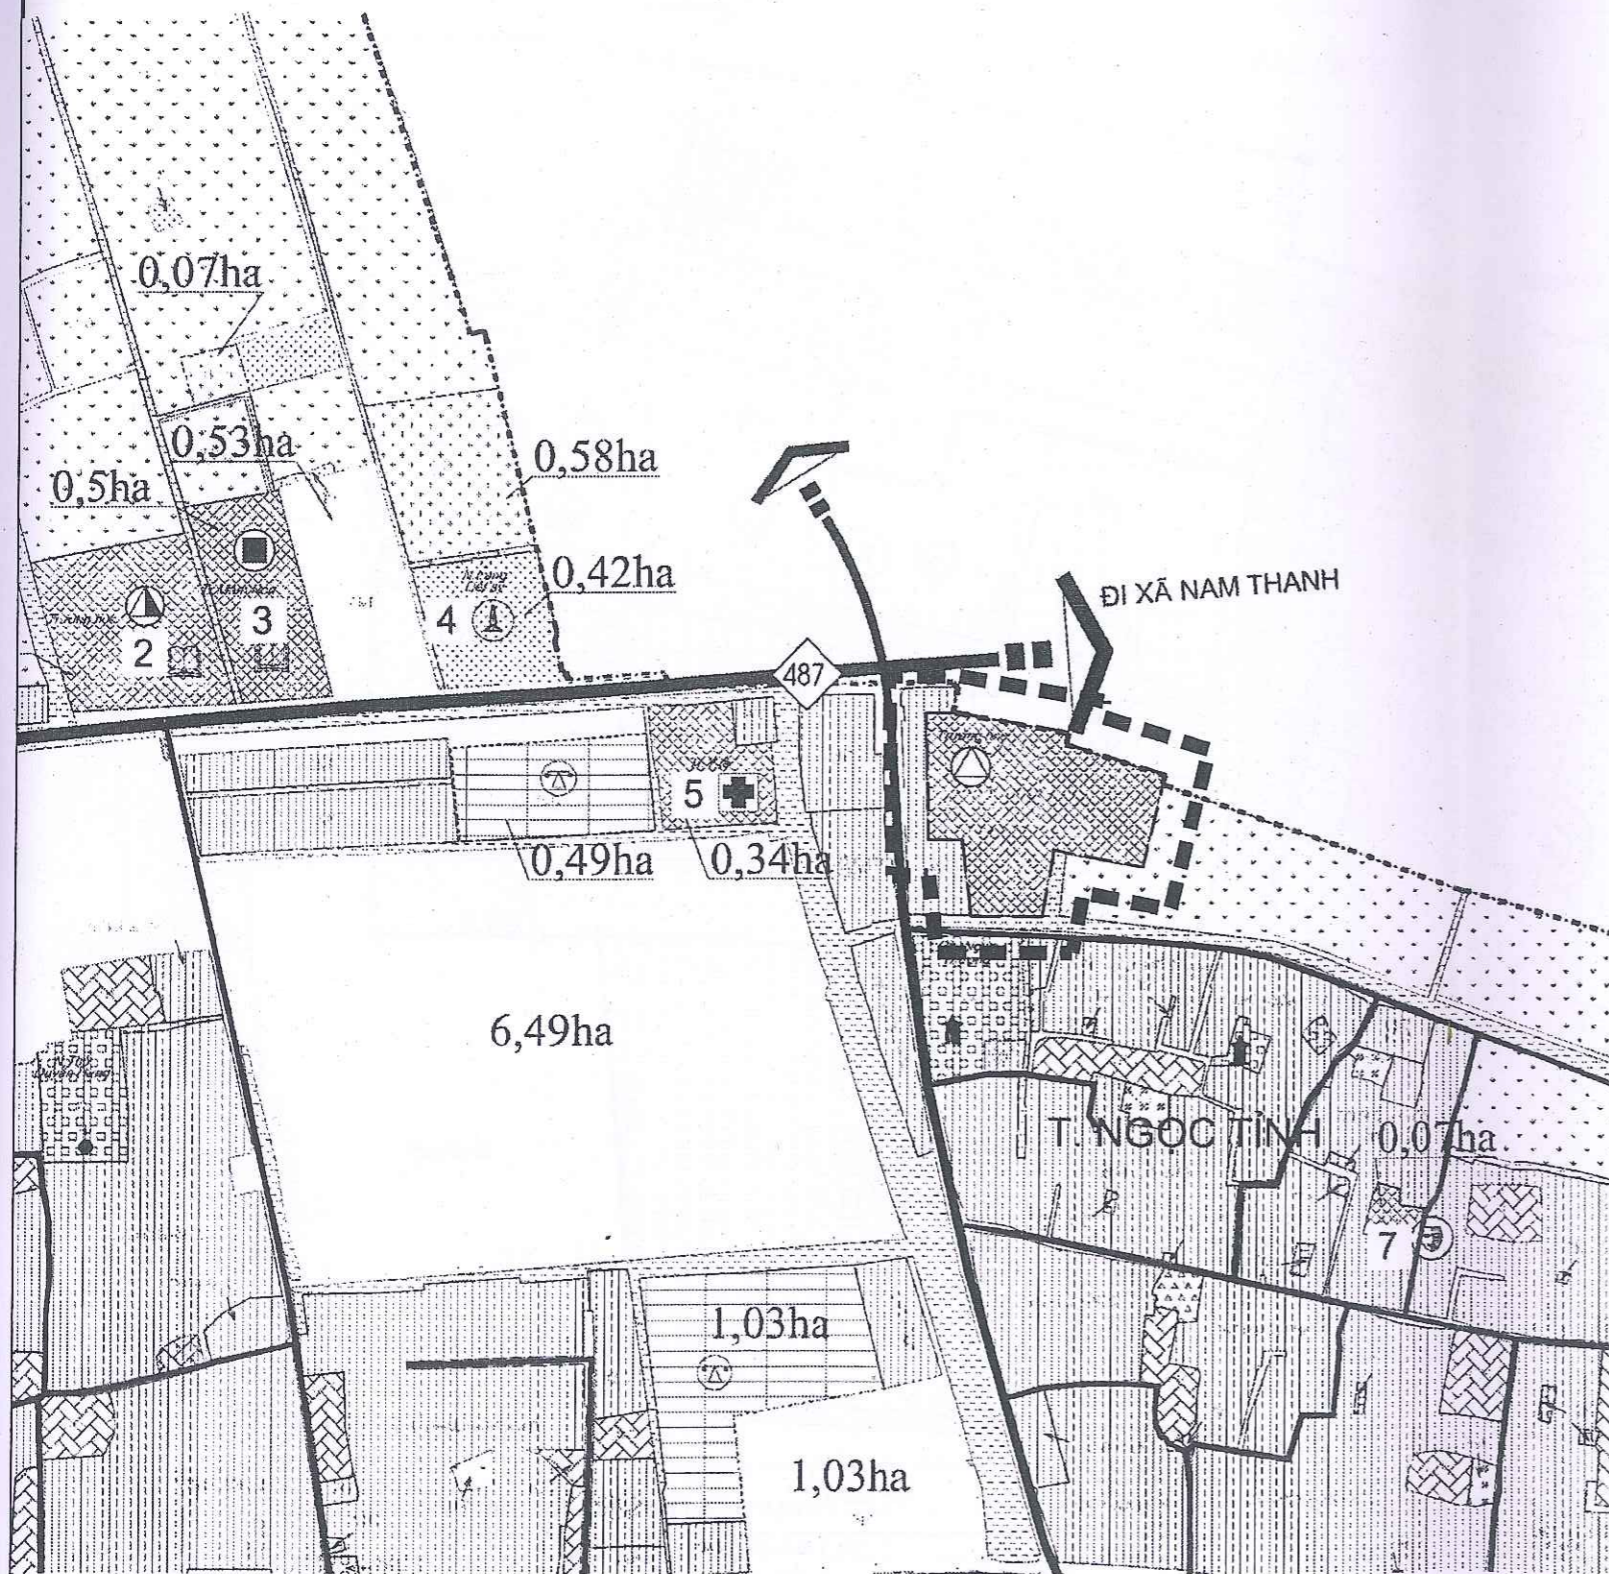 0,07ha
0,53ha
0,5ha
0,58ha
0,42ha
2
3
4
487
ĐI XÃ NAM THANH
5
0,49ha
0,34ha
6,49ha
T. NGỌC TỈNH
0,07ha
7
1,03ha
1,03ha